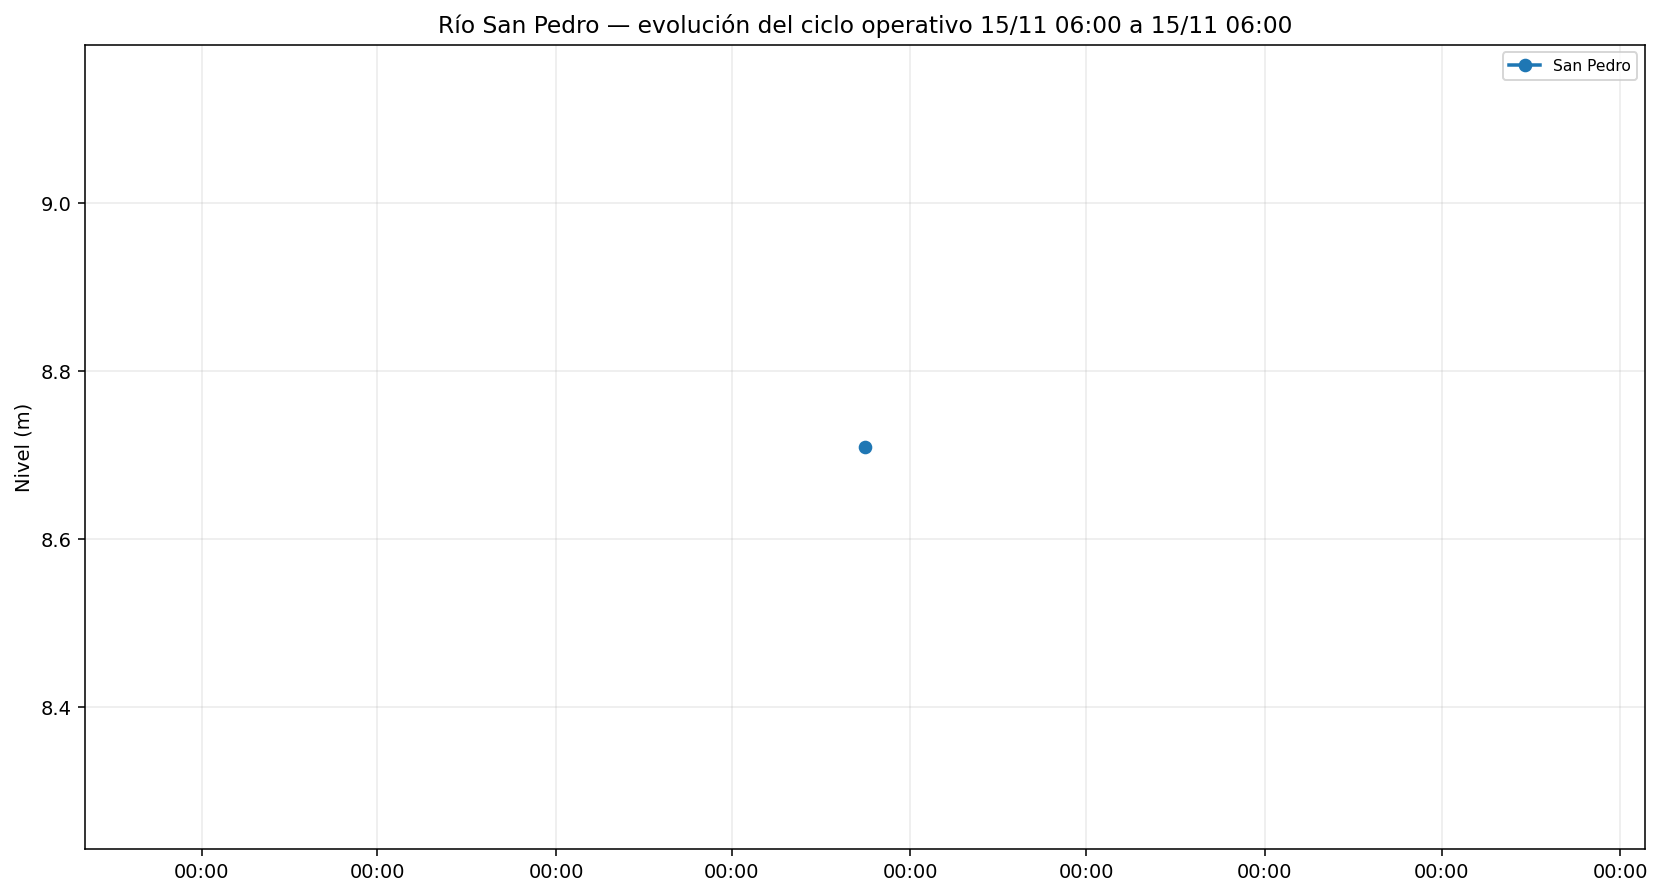 Río San Pedro — evolución del ciclo operativo 15/11 06:00 a 15/11 06:00
San Pedro
9.0
8.8
8.6
8.4
Nivel (m)
00:00 00:00 00:00 00:00 00:00 00:00 00:00 00:00 00:00